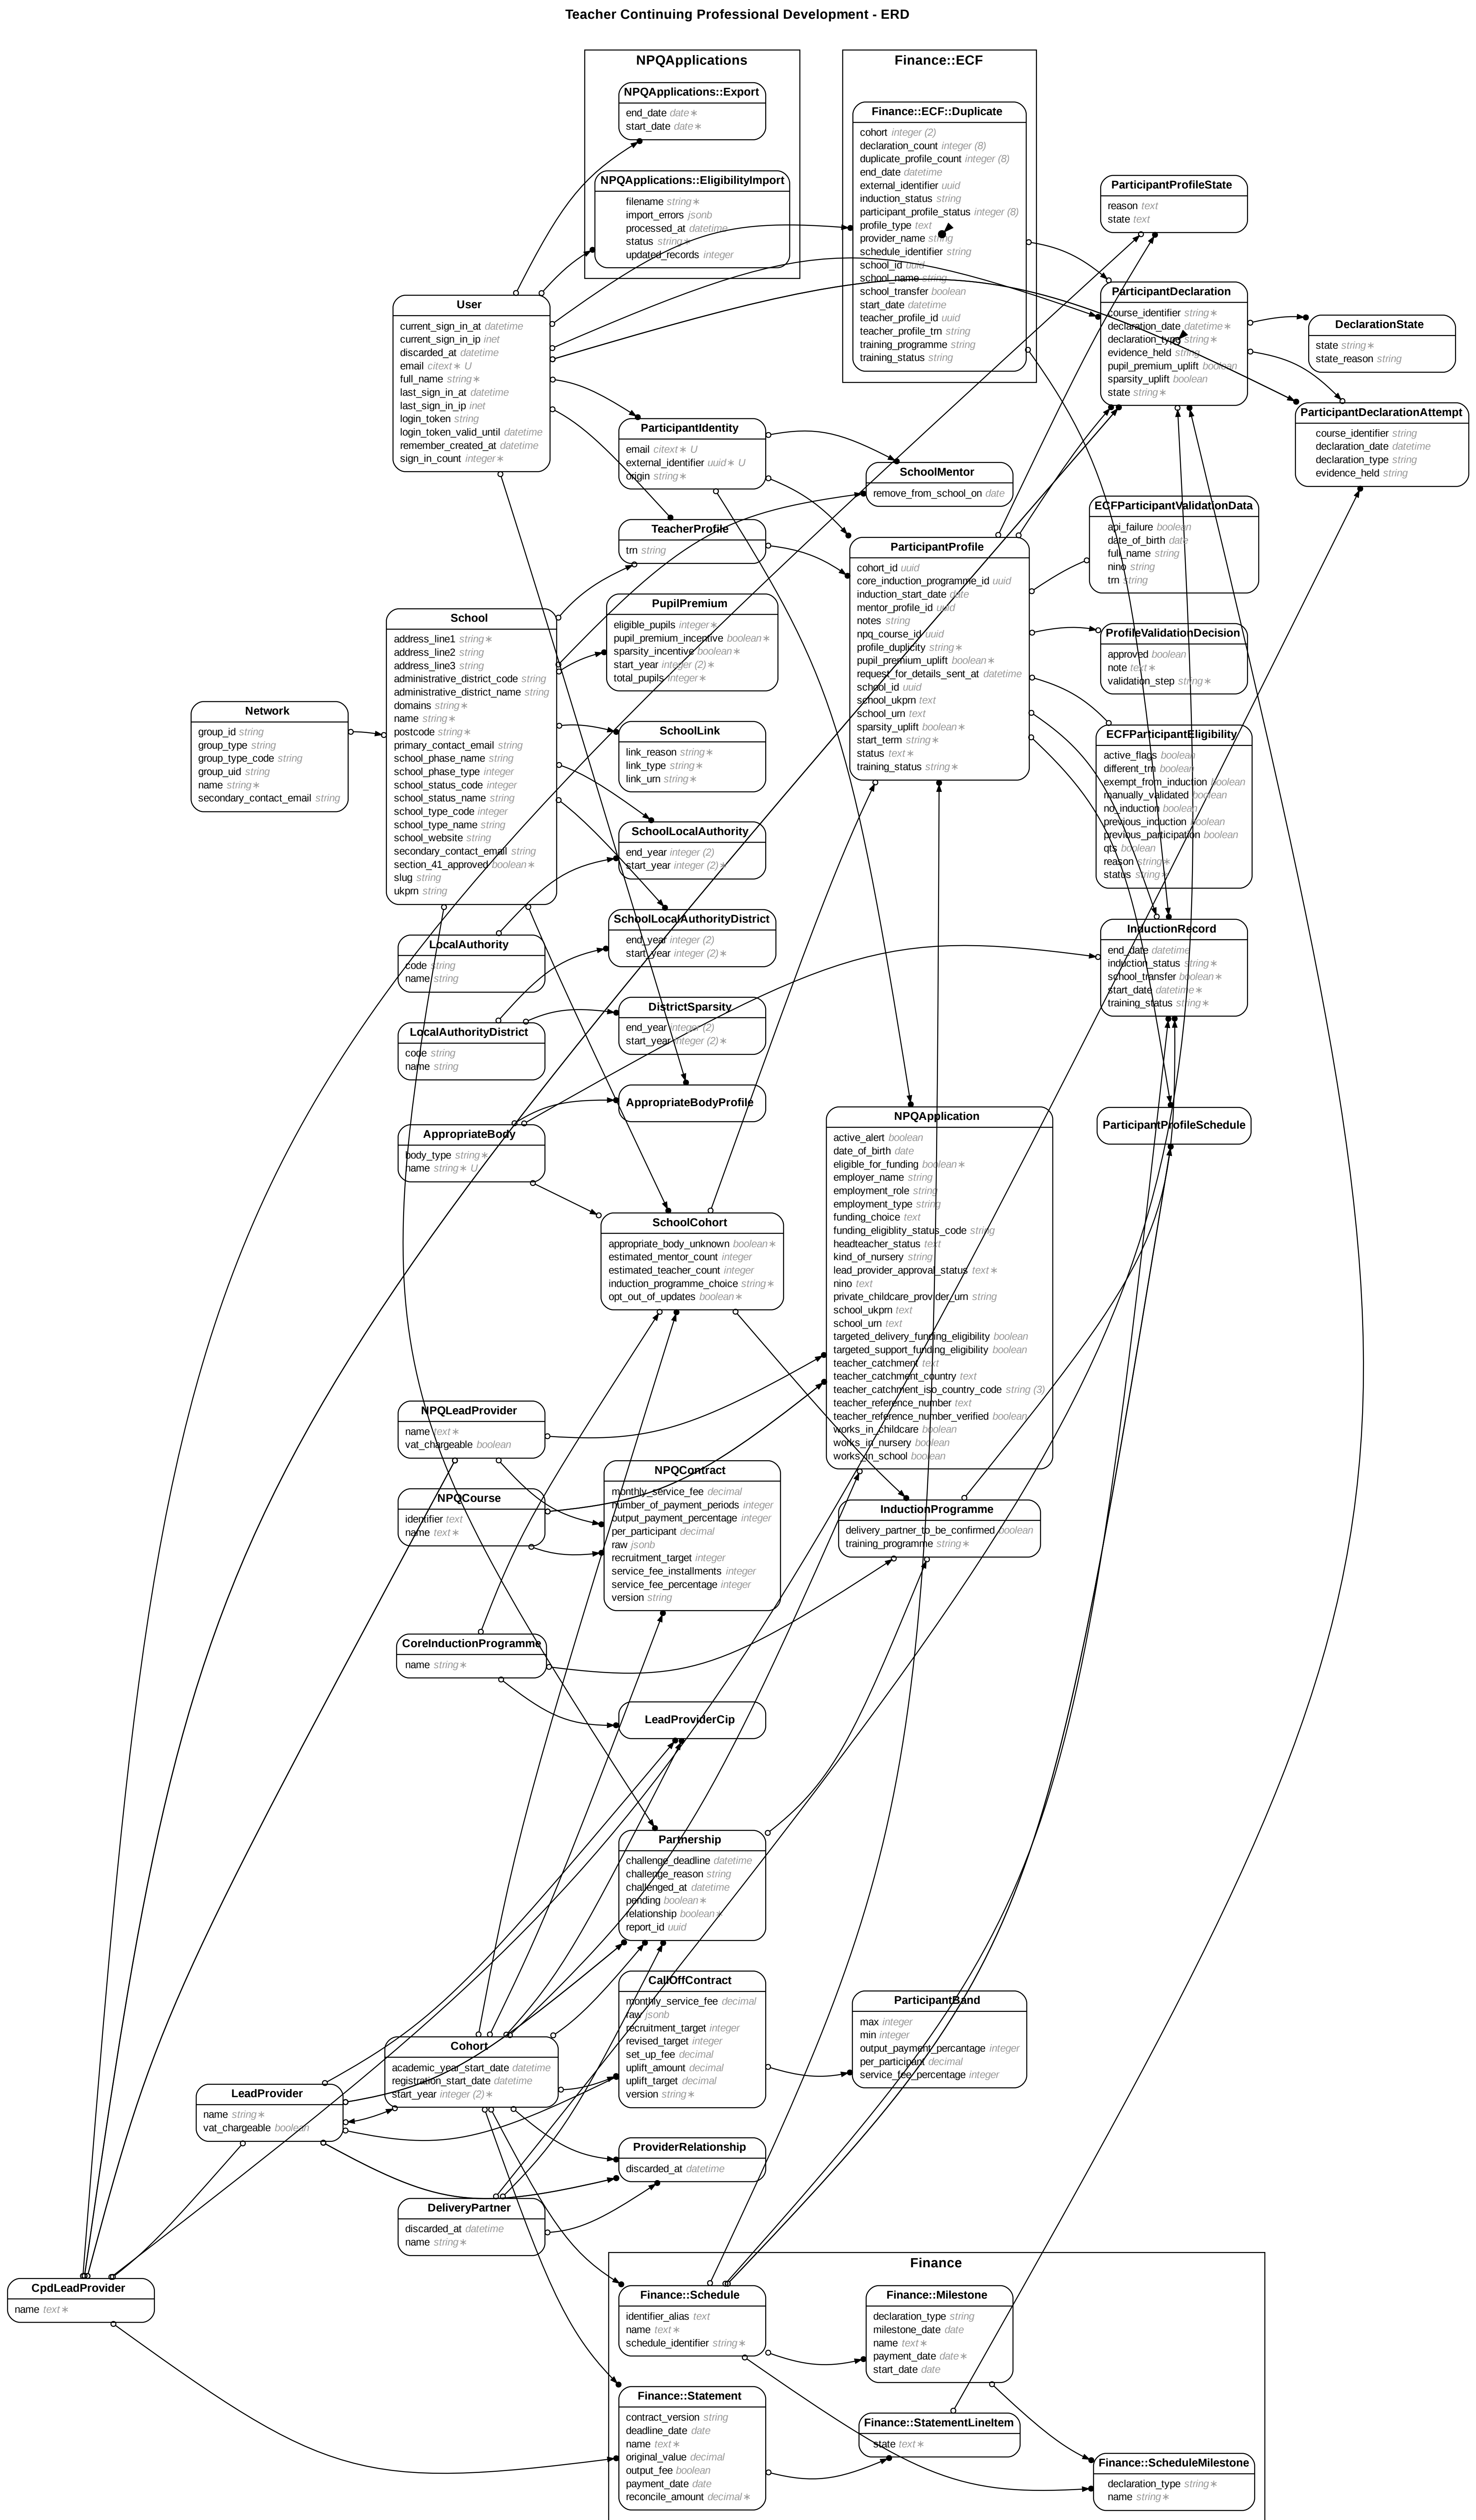 Teacher Continuing Professional Development - ERD
NPQApplications
NPQApplications::Export
end_date date∗
start_date date∗
NPQApplications::EligibilityImport
filename string∗
import_errors jsonb
processed_at datetime
status string∗
updated_records integer
Finance::ECF
Finance::ECF::Duplicate
cohort integer (2)
declaration_count integer (8)
duplicate_profile_count integer (8)
end_date datetime
external_identifier uuid
induction_status string
participant_profile_status integer (8)
profile_type text
provider_name string
schedule_identifier string
school_id uuid
school_name string
school_transfer boolean
start_date datetime
teacher_profile_id uuid
teacher_profile_trn string
training_programme string
training_status string
ParticipantProfileState
reason text
state text
ParticipantDeclaration
course_identifier string∗
declaration_date datetime∗
declaration_type string∗
evidence_held string
pupil_premium_uplift boolean
sparsity_uplift boolean
state string∗
DeclarationState
state string∗
state_reason string
ParticipantDeclarationAttempt
course_identifier string
declaration_date datetime
declaration_type string
evidence_held string
User
current_sign_in_at datetime
current_sign_in_ip inet
discarded_at datetime
email citext∗ U
full_name string∗
last_sign_in_at datetime
last_sign_in_ip inet
login_token string
login_token_valid_until datetime
remember_created_at datetime
sign_in_count integer∗
ParticipantIdentity
email citext∗ U
external_identifier uuid∗ U
origin string∗
SchoolMentor
remove_from_school_on date
TeacherProfile
trn string
ParticipantProfile
cohort_id uuid
core_induction_programme_id uuid
induction_start_date date
mentor_profile_id uuid
notes string
npq_course_id uuid
profile_duplicity string∗
pupil_premium_uplift boolean∗
request_for_details_sent_at datetime
school_id uuid
school_ukprn text
school_urn text
sparsity_uplift boolean∗
start_term string∗
status text∗
training_status string∗
ECFParticipantValidationData
api_failure boolean
date_of_birth date
full_name string
nino string
trn string
ProfileValidationDecision
approved boolean
note text∗
validation_step string∗
ECFParticipantEligibility
active_flags boolean
different_trn boolean
exempt_from_induction boolean
manually_validated boolean
no_induction boolean
previous_induction boolean
previous_participation boolean
qts boolean
reason string∗
status string∗
School
address_line1 string∗
address_line2 string
address_line3 string
administrative_district_code string
administrative_district_name string
domains string∗
name string∗
postcode string∗
primary_contact_email string
school_phase_name string
school_phase_type integer
school_status_code integer
school_status_name string
school_type_code integer
school_type_name string
school_website string
secondary_contact_email string
section_41_approved boolean∗
slug string
ukprn string
PupilPremium
eligible_pupils integer∗
pupil_premium_incentive boolean∗
sparsity_incentive boolean∗
start_year integer (2)∗
total_pupils integer∗
Network
group_id string
group_type string
group_type_code string
group_uid string
name string∗
secondary_contact_email string
SchoolLink
link_reason string∗
link_type string∗
link_urn string∗
SchoolLocalAuthority
end_year integer (2)
start_year integer (2)∗
SchoolLocalAuthorityDistrict
end_year integer (2)
start_year integer (2)∗
LocalAuthority
code string
name string
LocalAuthorityDistrict
code string
name string
DistrictSparsity
end_year integer (2)
start_year integer (2)∗
InductionRecord
end_date datetime
induction_status string∗
school_transfer boolean∗
start_date datetime∗
training_status string∗
AppropriateBodyProfile
AppropriateBody
body_type string∗
name string∗ U
ParticipantProfileSchedule
NPQApplication
active_alert boolean
date_of_birth date
eligible_for_funding boolean∗
employer_name string
employment_role string
employment_type string
funding_choice text
funding_eligiblity_status_code string
headteacher_status text
kind_of_nursery string
lead_provider_approval_status text∗
nino text
private_childcare_provider_urn string
school_ukprn text
school_urn text
targeted_delivery_funding_eligibility boolean
targeted_support_funding_eligibility boolean
teacher_catchment text
teacher_catchment_country text
teacher_catchment_iso_country_code string (3)
teacher_reference_number text
teacher_reference_number_verified boolean
works_in_childcare boolean
works_in_nursery boolean
works_in_school boolean
SchoolCohort
appropriate_body_unknown boolean∗
estimated_mentor_count integer
estimated_teacher_count integer
induction_programme_choice string∗
opt_out_of_updates boolean∗
NPQLeadProvider
name text∗
vat_chargeable boolean
NPQCourse
identifier text
name text∗
NPQContract
monthly_service_fee decimal
number_of_payment_periods integer
output_payment_percentage integer
per_participant decimal
raw jsonb
recruitment_target integer
service_fee_installments integer
service_fee_percentage integer
version string
InductionProgramme
delivery_partner_to_be_confirmed boolean
training_programme string∗
CoreInductionProgramme
name string∗
LeadProviderCip
Partnership
challenge_deadline datetime
challenge_reason string
challenged_at datetime
pending boolean∗
relationship boolean∗
report_id uuid
CallOffContract
monthly_service_fee decimal
raw jsonb
recruitment_target integer
revised_target integer
set_up_fee decimal
uplift_amount decimal
uplift_target decimal
version string∗
ParticipantBand
max integer
min integer
output_payment_percantage integer
per_participant decimal
service_fee_percentage integer
Cohort
academic_year_start_date datetime
registration_start_date datetime
start_year integer (2)∗
LeadProvider
name string∗
vat_chargeable boolean
ProviderRelationship
discarded_at datetime
DeliveryPartner
discarded_at datetime
name string∗
CpdLeadProvider
name text∗
Finance
Finance::Schedule
identifier_alias text
name text∗
schedule_identifier string∗
Finance::Milestone
declaration_type string
milestone_date date
name text∗
payment_date date∗
start_date date
Finance::Statement
contract_version string
deadline_date date
name text∗
original_value decimal
output_fee boolean
payment_date date
reconcile_amount decimal∗
Finance::StatementLineItem
state text∗
Finance::ScheduleMilestone
declaration_type string∗
name string∗